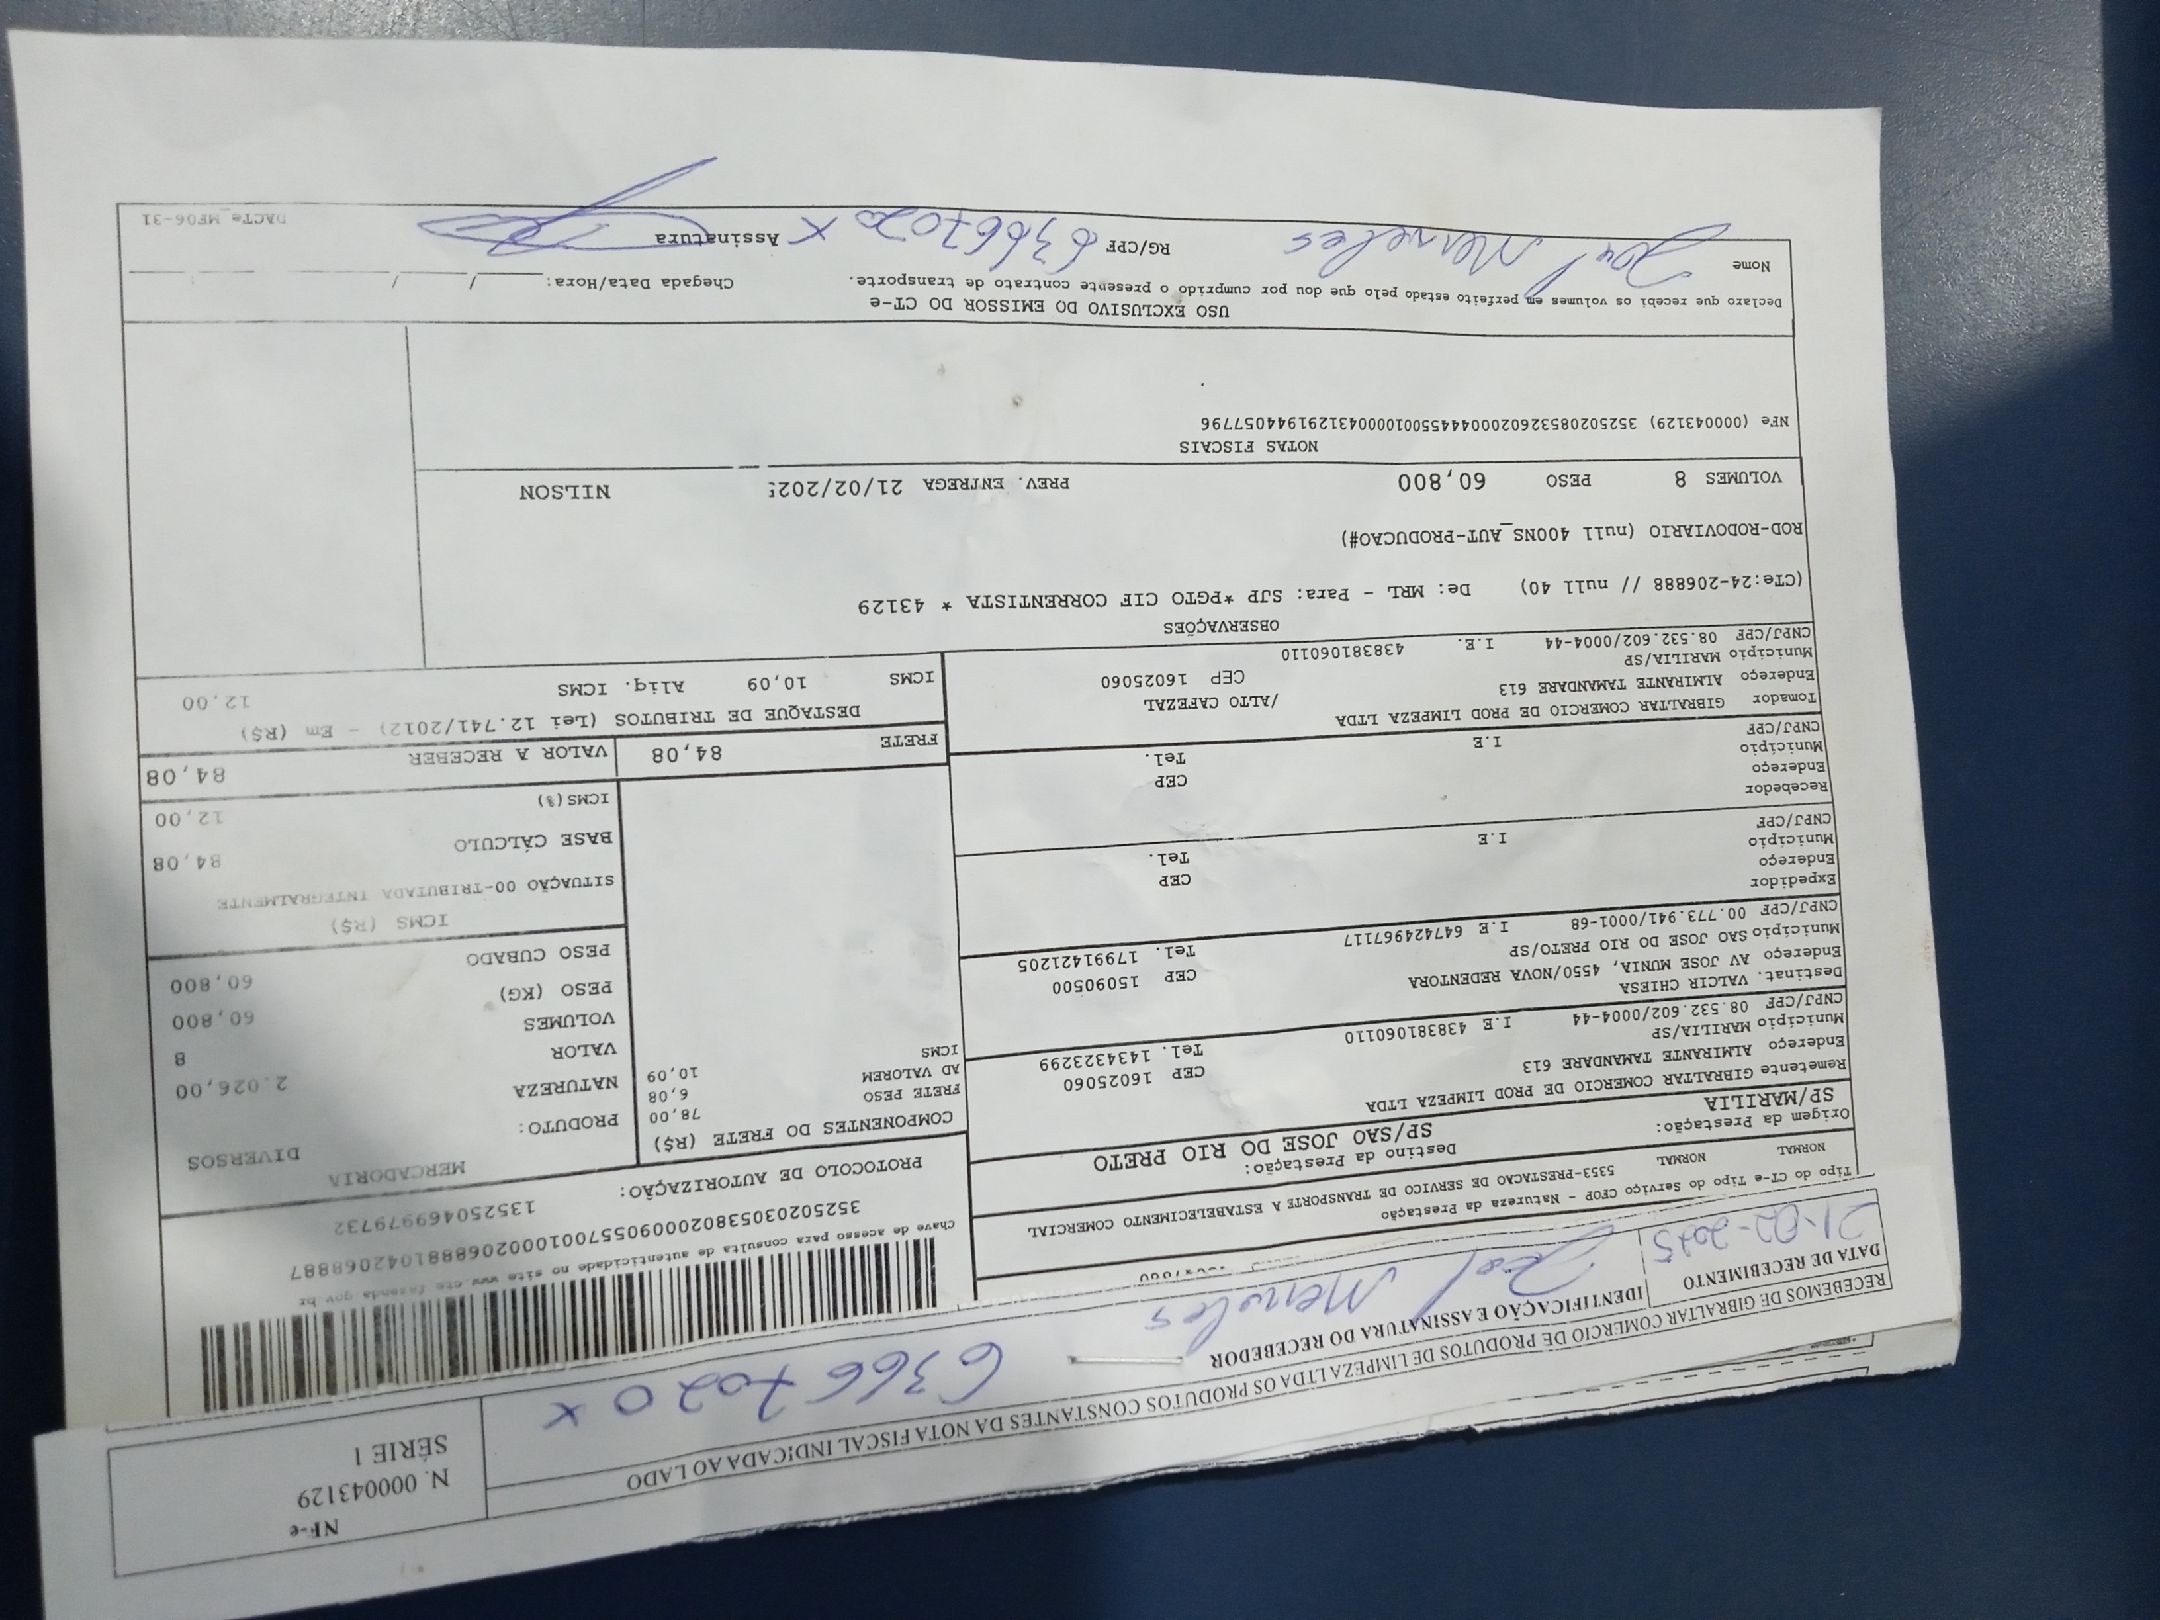 NF-e
N. 000043129
SÉRIE 1
RECEBEMOS DE GIBRALTAR COMERCIO DE PRODUTOS DE LIMPEZA LTDA OS PRODUTOS CONSTANTES DA NOTA FISCAL INDICADA AO LADO
DATA DE RECEBIMENTO
21-02-2025
IDENTIFICAÇÃO E ASSINATURA DO RECEBEDOR
63667020 x
Tipo do CT-e Tipo do Serviço CFOP - Natureza da Prestação
NORMAL NORMAL 5353-PRESTACAO DE SERVICO DE TRANSPORTE A ESTABELECIMENTO COMERCIAL
Origem da Prestação:
SP/MARILIA
Destino da Prestação:
SP/SAO JOSE DO RIO PRETO
Remetente GIBRALTAR COMERCIO DE PROD LIMPEZA LTDA
Endereço ALMIRANTE TAMANDARE 613 CEP 16025060
Município MARILIA/SP Tel. 1434323299
CNPJ/CPF 08.532.602/0004-44 I.E 438381060110
Destinat. VALCIR CHIESA
Endereço AV JOSE MUNIA, 4550/NOVA REDENTORA CEP 15090500
Município SAO JOSE DO RIO PRETO/SP Tel. 17991421205
CNPJ/CPF 00.773.941/0001-68 I.E 647424967117
Expedidor
Endereço CEP
Município Tel.
CNPJ/CPF I.E
Recebedor
Endereço CEP
Município Tel.
CNPJ/CPF I.E
Tomador GIBRALTAR COMERCIO DE PROD LIMPEZA LTDA
Endereço ALMIRANTE TAMANDARE 613 /ALTO CAFEZAL
Município MARILIA/SP CEP 16025060
CNPJ/CPF 08.532.602/0004-44 I.E. 438381060110
chave de acesso para consulta de autenticidade no site www.cte.fazenda.gov.br
35250203053802000905570010002068881042068887
PROTOCOLO DE AUTORIZAÇÃO: 135250469979732
COMPONENTES DO FRETE (R$)
FRETE PESO 78,00
AD VALOREM 6,08
ICMS 10,09
MERCADORIA
PRODUTO: DIVERSOS
NATUREZA
VALOR 2.026,00
VOLUMES 8
PESO (KG) 60,800
PESO CUBADO 60,800
ICMS (R$)
SITUAÇÃO 00-TRIBUTADA INTEGRALMENTE
BASE CÁLCULO 84,08
ICMS(%) 12,00
FRETE 84,08 VALOR A RECEBER 84,08
DESTAQUE DE TRIBUTOS (Lei 12.741/2012) - Em (R$)
ICMS 10,09 Aliq. ICMS 12,00
OBSERVAÇÕES
(CTe:24-206888 // null 40) De: MRL - Para: SJP *PGTO CIF CORRENTISTA * 43129
ROD-RODOVIARIO (null 400NS_AUT-PRODUCAO#)
VOLUMES 8 PESO 60,800 PREV. ENTREGA 21/02/2025 NILSON
NOTAS FISCAIS
NFe (000043129) 35250208532602000444550010000431291944057796
USO EXCLUSIVO DO EMISSOR DO CT-e
Declaro que recebi os volumes em perfeito estado pelo que dou por cumprido o presente contrato de transporte.
Chegada Data/Hora: / / :
Nome
RG/CPF 63667020 x
Assinatura
DACTe_MF06-31